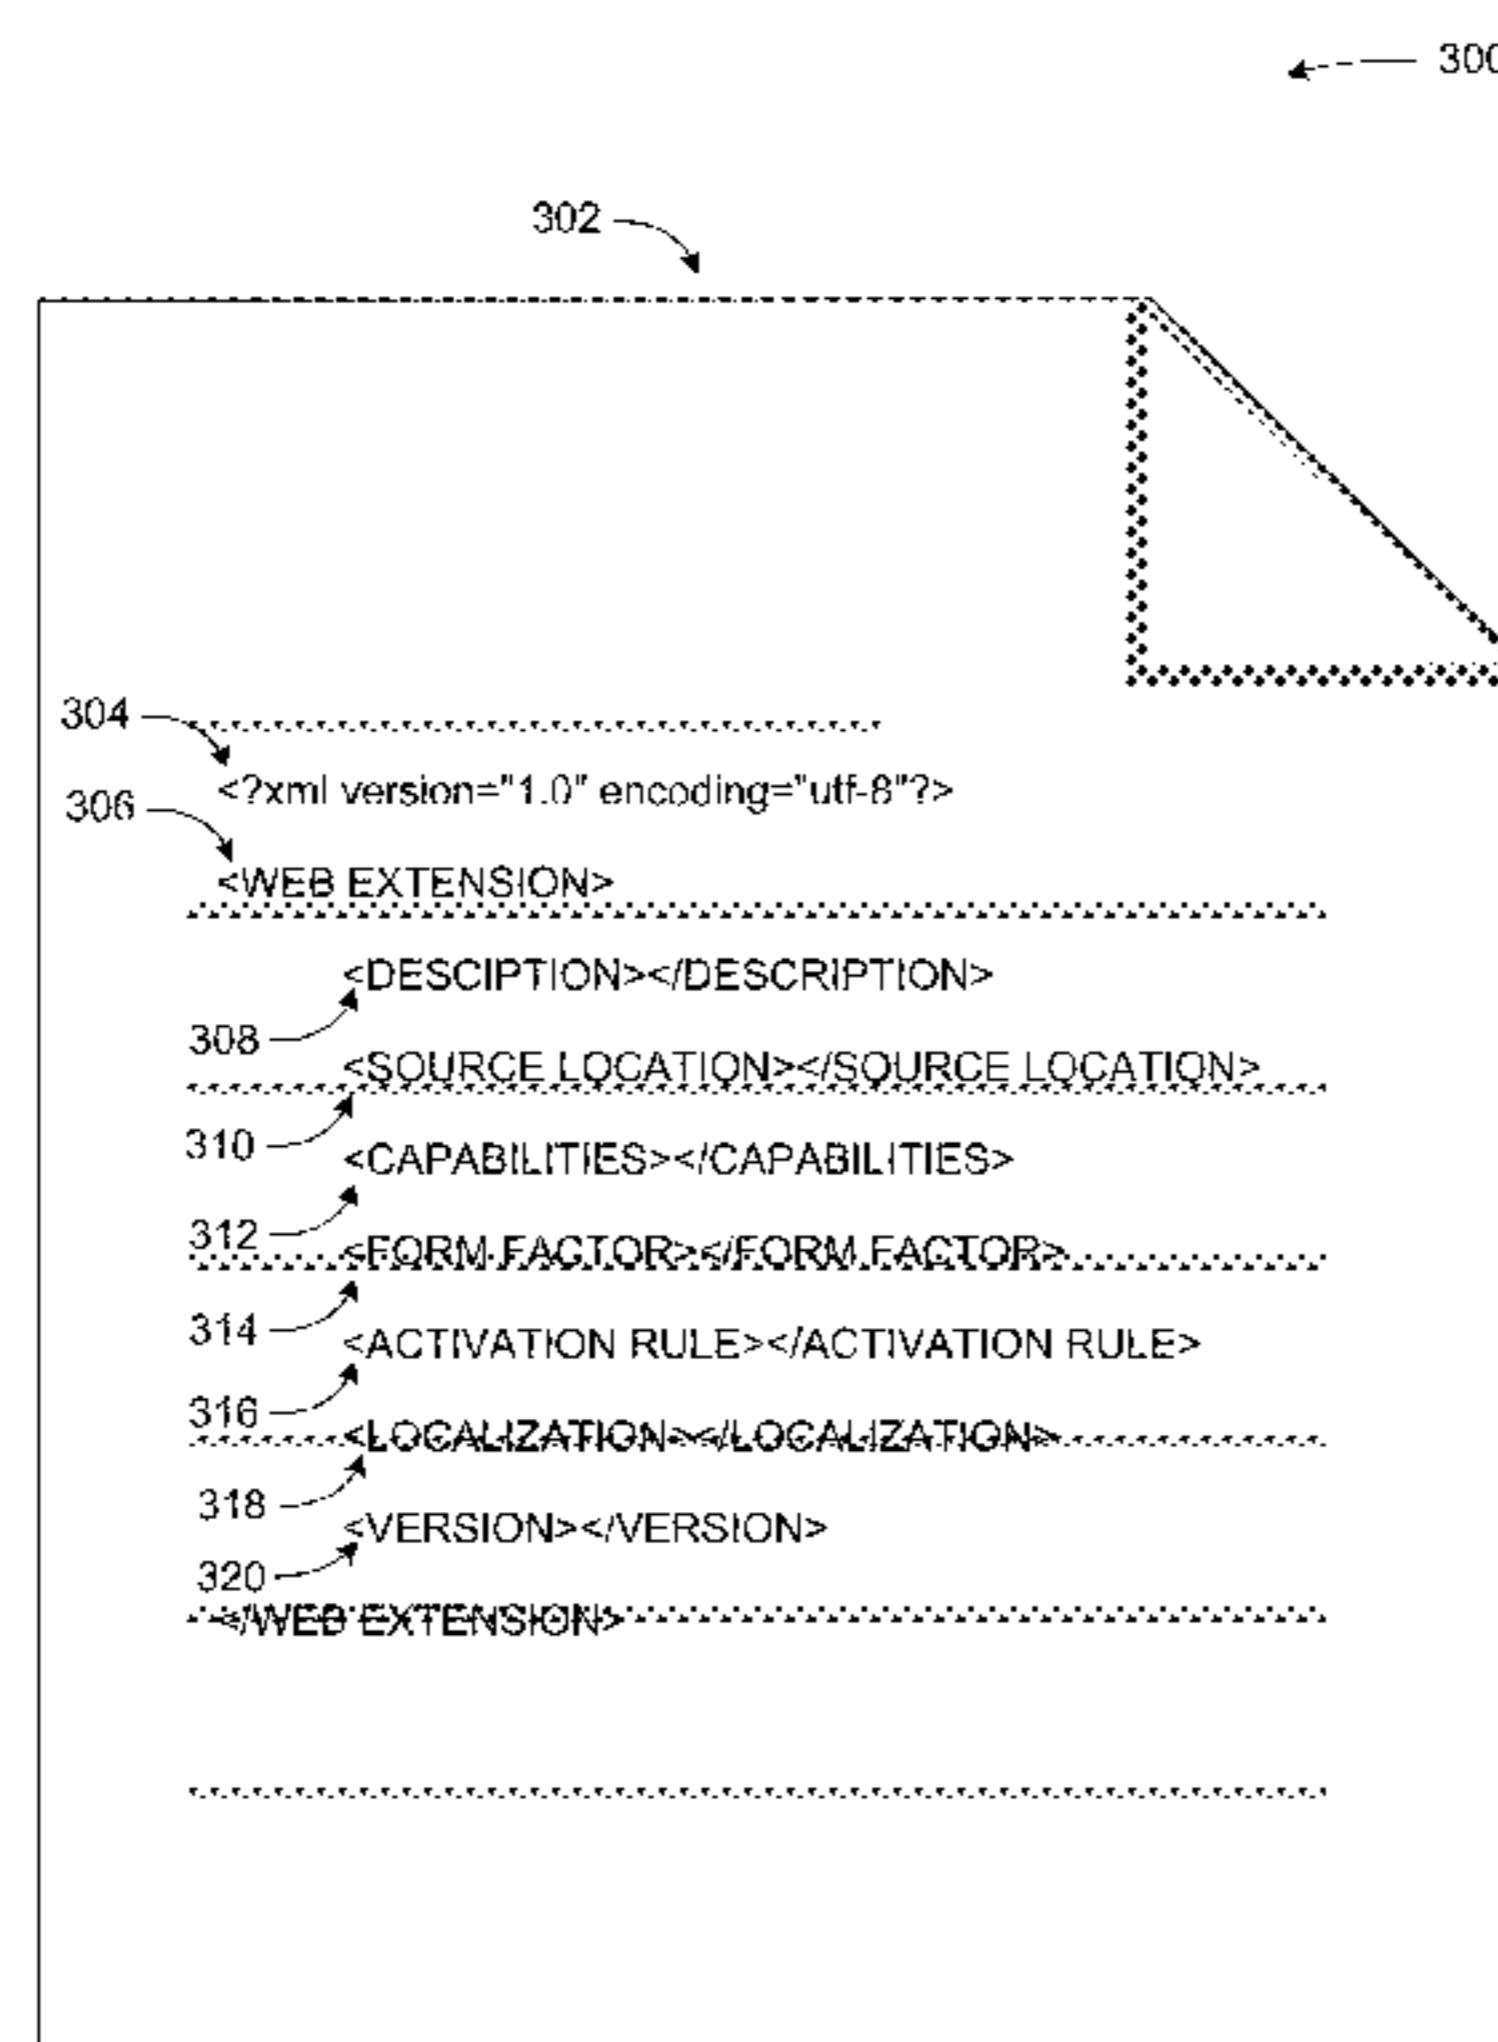 300
302
304
<?xml version="1.0" encoding="utf-8"?>
306
<WEB EXTENSION>
<DESCIPTION></DESCRIPTION>
308
<SOURCE LOCATION></SOURCE LOCATION>
310
<CAPABILITIES></CAPABILITIES>
312
<FORM FACTOR></FORM FACTOR>
314
<ACTIVATION RULE></ACTIVATION RULE>
316
<LOCALIZATION></LOCALIZATION>
318
<VERSION></VERSION>
320
</WEB EXTENSION>